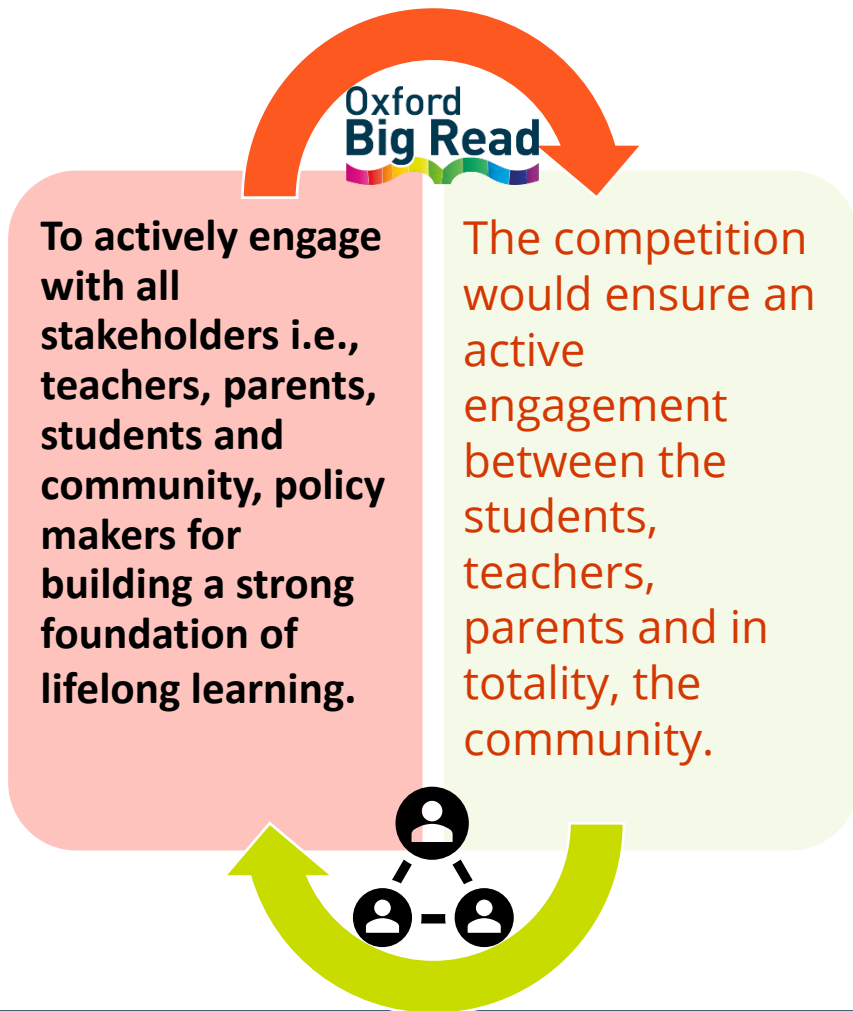 Oxford
Big Read
To actively engage
with all
stakeholders i.e.,
teachers, parents,
students and
community, policy
makers for
building a strong
foundation of
lifelong learning.
The competition
would ensure an
active
engagement
between the
students,
teachers,
parents and in
totality, the
community.